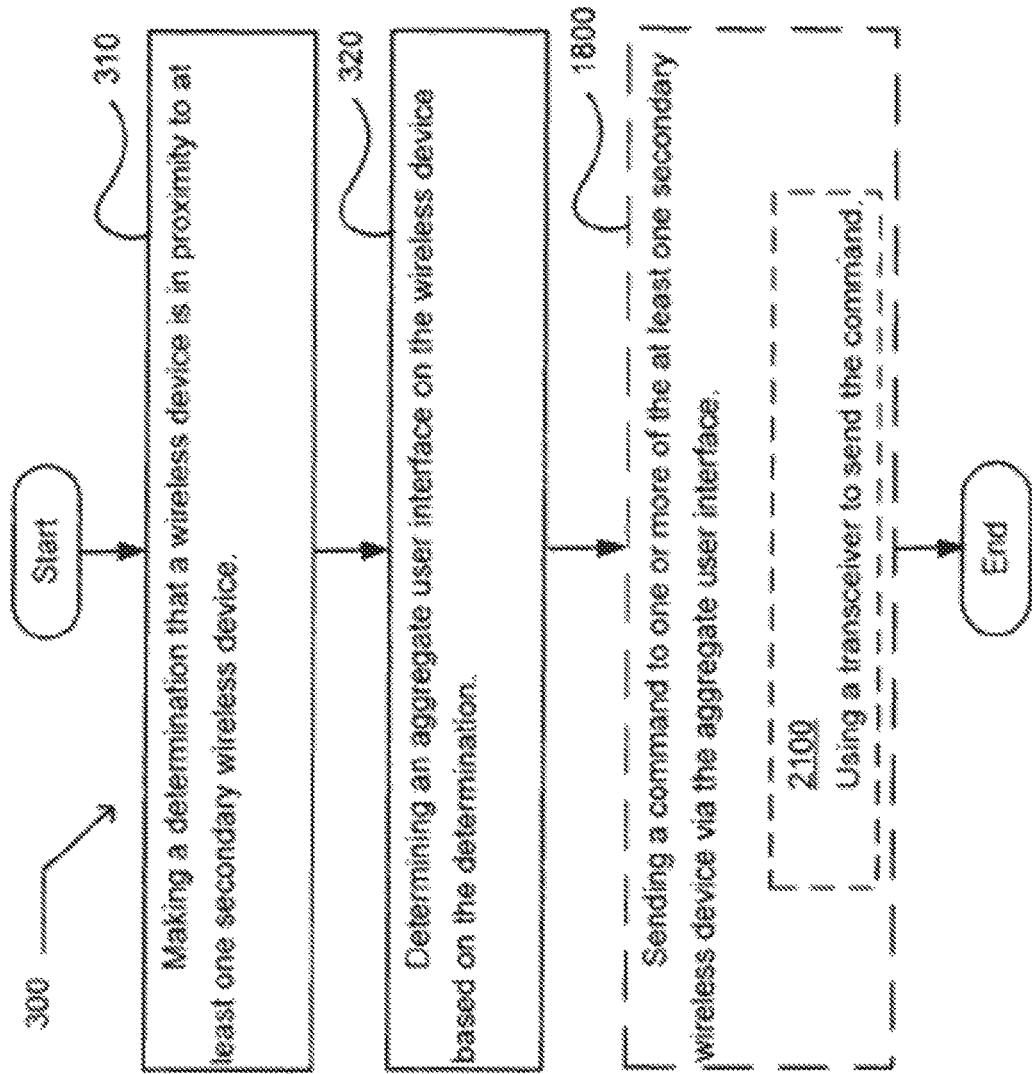 300
Start
310
Making a determination that a wireless device is in proximity to at
least one secondary wireless device.
320
Determining an aggregate user interface on the wireless device
based on the determination.
1800
Sending a command to one or more of the at least one secondary
wireless device via the aggregate user interface.
2100
Using a transceiver to send the command.
End